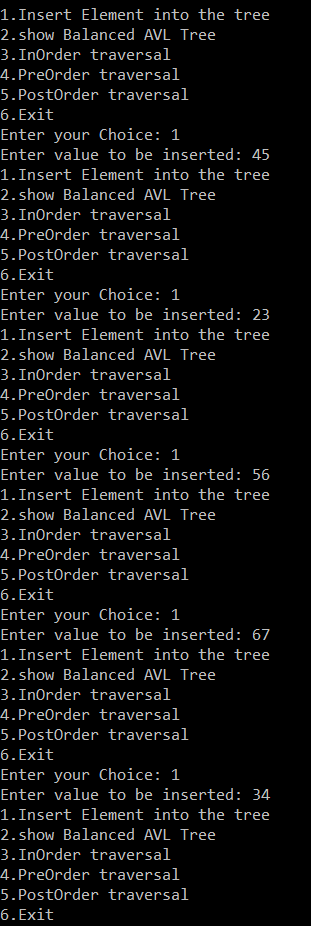 1.Insert Element into the tree
2.show Balanced AVL Tree
3.InOrder traversal
4.PreOrder traversal
5.PostOrder traversal
6.Exit
Enter your Choice: 1
Enter value to be inserted: 45
1.Insert Element into the tree
2.show Balanced AVL Tree
3.InOrder traversal
4.PreOrder traversal
5.PostOrder traversal
6.Exit
Enter your Choice: 1
Enter value to be inserted: 23
1.Insert Element into the tree
2.show Balanced AVL Tree
3.InOrder traversal
4.PreOrder traversal
5.PostOrder traversal
6.Exit
Enter your Choice: 1
Enter value to be inserted: 56
1.Insert Element into the tree
2.show Balanced AVL Tree
3.InOrder traversal
4.PreOrder traversal
5.PostOrder traversal
6.Exit
Enter your Choice: 1
Enter value to be inserted: 67
1.Insert Element into the tree
2.show Balanced AVL Tree
3.InOrder traversal
4.PreOrder traversal
5.PostOrder traversal
6.Exit
Enter your Choice: 1
Enter value to be inserted: 34
1.Insert Element into the tree
2.show Balanced AVL Tree
3.InOrder traversal
4.PreOrder traversal
5.PostOrder traversal
6.Exit